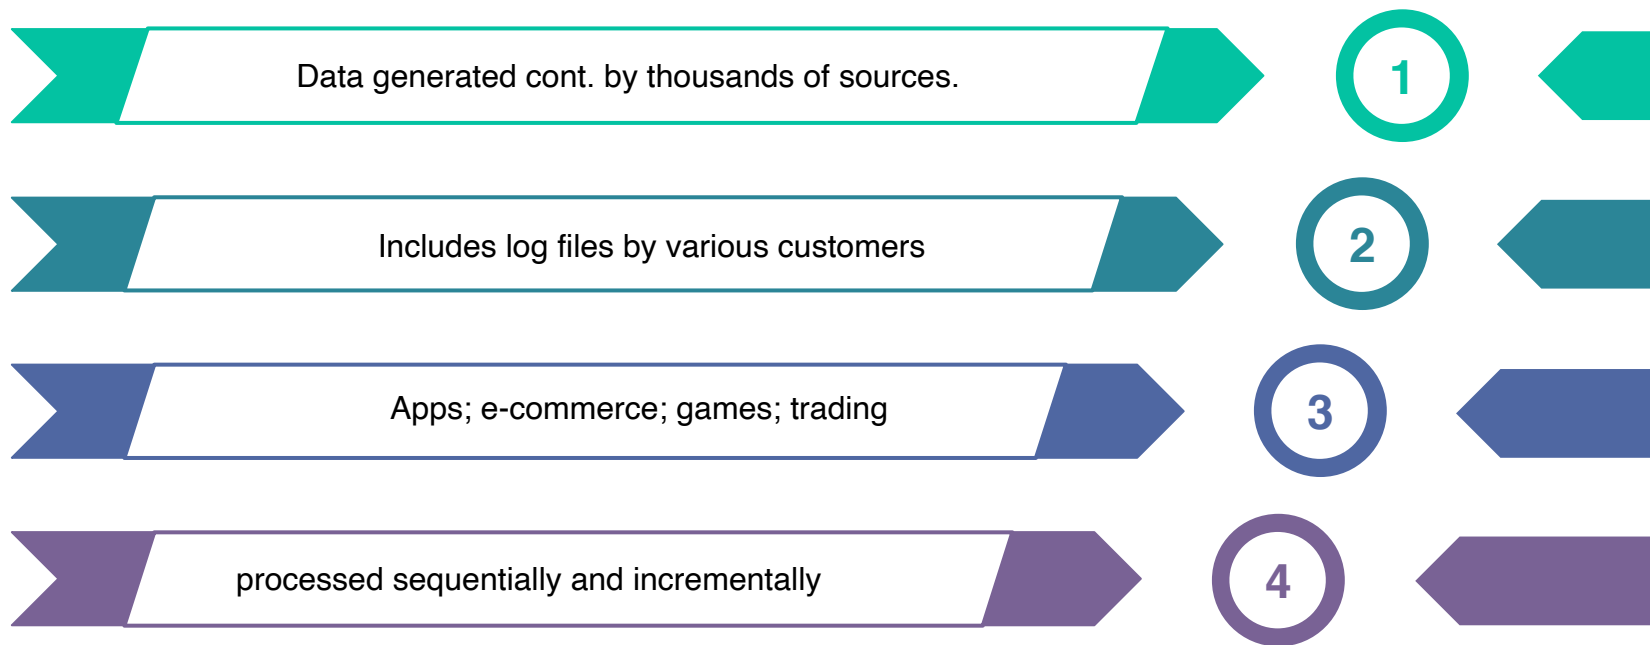 Data generated cont. by thousands of sources.
1
Includes log files by various customers
2
Apps; e-commerce; games; trading
3
processed sequentially and incrementally
4